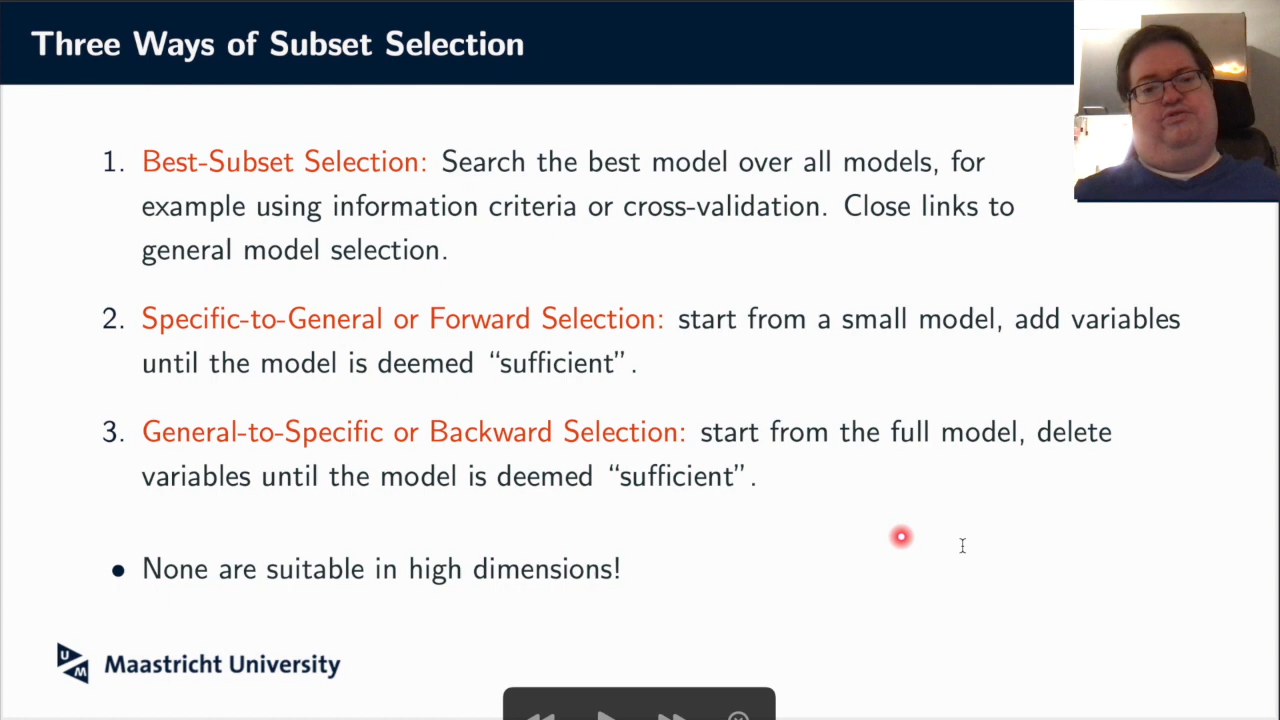 Three Ways of Subset Selection
1. Best-Subset Selection: Search the best model over all models, for
example using information criteria or cross-validation. Close links to
general model selection.
2. Specific-to-General or Forward Selection: start from a small model, add variables
until the model is deemed “sufficient”.
3. General-to-Specific or Backward Selection: start from the full model, delete
variables until the model is deemed “sufficient”.
• None are suitable in high dimensions!
UM Maastricht University